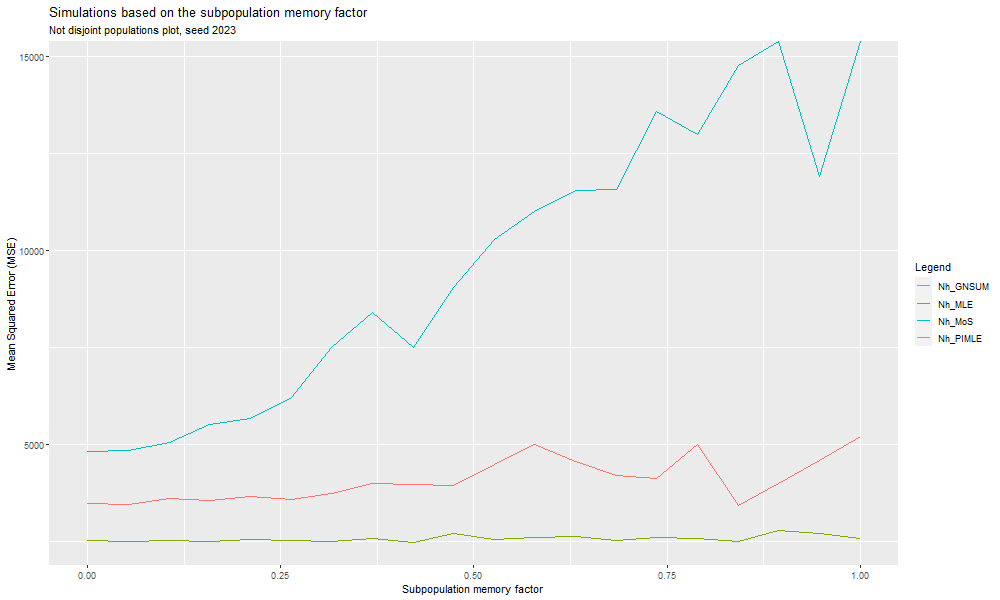 Simulations based on the subpopulation memory factor
Not disjoint populations plot, seed 2023
Mean Squared Error (MSE)
15000
10000
5000
0.00
0.25
0.50
0.75
1.00
Subpopulation memory factor
Legend
Nh_GNSUM
Nh_MLE
Nh_MoS
Nh_PIMLE